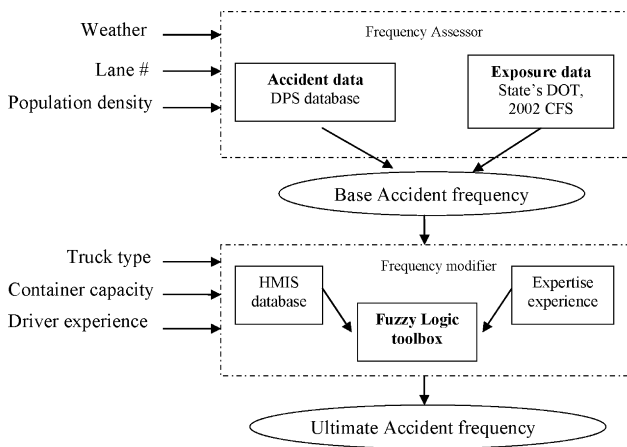 Weather
Frequency Assessor
Lane #
Population density
Accident data
DPS database
Exposure data
State's DOT,
2002 CFS
Base Accident frequency
Truck type
Frequency modifier
Container capacity
Driver experience
HMIS
database
Expertise
experience
Fuzzy Logic
toolbox
Ultimate Accident frequency